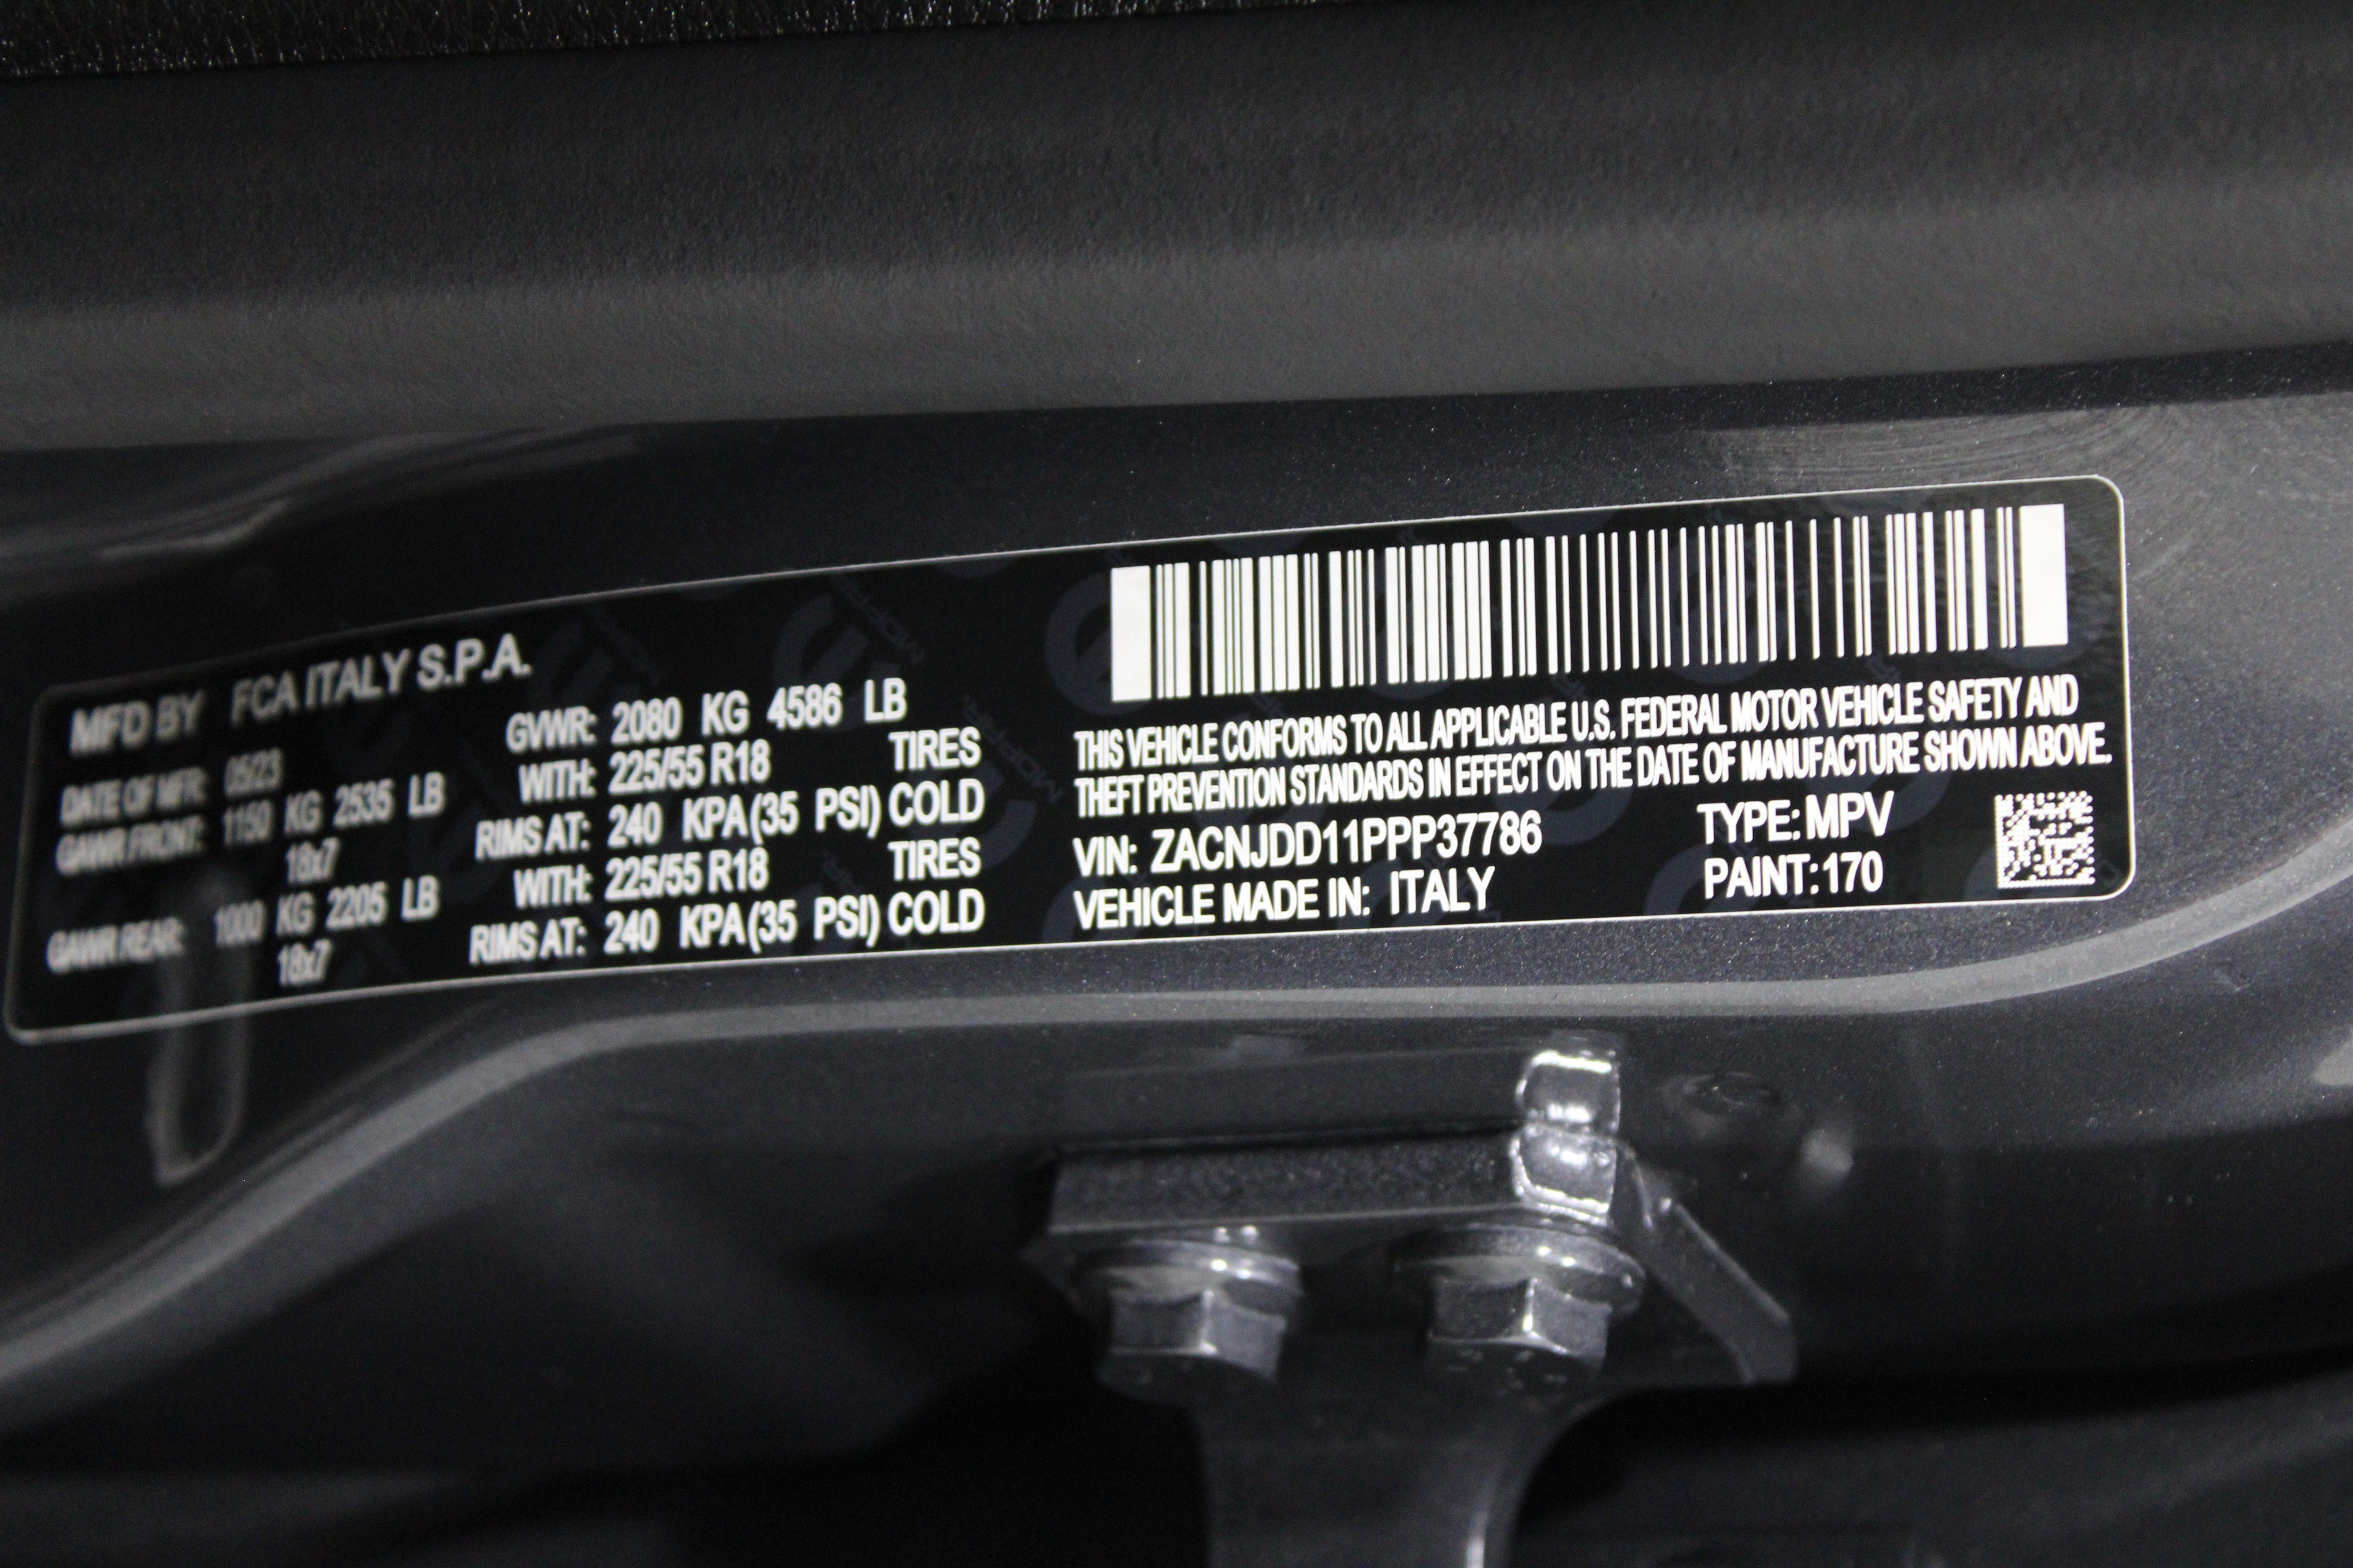 MFD BY FCA ITALY S.P.A.
DATE OF MFR: 05/23 GVWR: 2080 KG 4586 LB
GAWR FRONT: 1150 KG 2535 LB WITH: 225/55 R18 TIRES
18x7 RIMS AT: 240 KPA(35 PSI) COLD
GAWR REAR: 1000 KG 2205 LB WITH: 225/55 R18 TIRES
18x7 RIMS AT: 240 KPA(35 PSI) COLD
THIS VEHICLE CONFORMS TO ALL APPLICABLE U.S. FEDERAL MOTOR VEHICLE SAFETY AND
THEFT PREVENTION STANDARDS IN EFFECT ON THE DATE OF MANUFACTURE SHOWN ABOVE.
VIN: ZACNJDD11PPP37786 TYPE: MPV
VEHICLE MADE IN: ITALY PAINT: 170
MOPAR